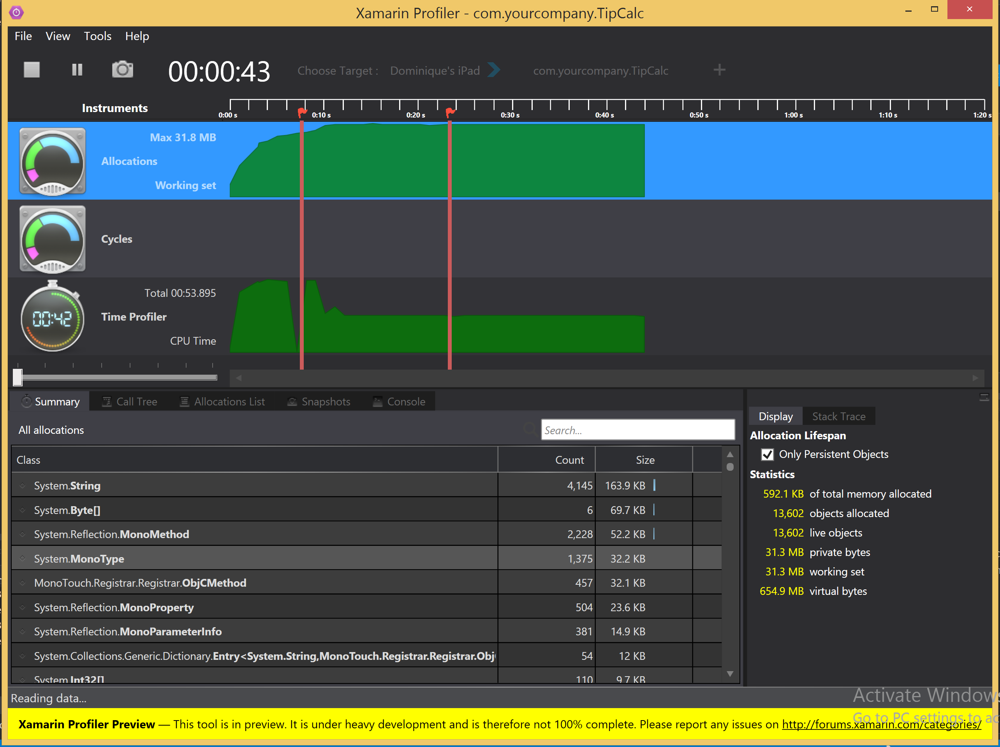 Xamarin Profiler - com.yourcompany.TipCalc
File View Tools Help
00:00:43 Choose Target : Dominique's iPad com.yourcompany.TipCalc +
Instruments
0:00 s 0:10 s 0:20 s 0:30 s 0:40 s 0:50 s 1:00 s 1:10 s 1:20 s
Max 31.8 MB
Allocations
Working set
Cycles
Total 00:53.895
00:42 Time Profiler
CPU Time
Summary Call Tree Allocations List Snapshots Console
All allocations Search...
Class Count Size
System.String 4,145 163.9 KB
System.Byte[] 6 69.7 KB
System.Reflection.MonoMethod 2,228 52.2 KB
System.MonoType 1,375 32.2 KB
MonoTouch.Registrar.Registrar.ObjCMethod 457 32.1 KB
System.Reflection.MonoProperty 504 23.6 KB
System.Reflection.MonoParameterInfo 381 14.9 KB
System.Collections.Generic.Dictionary.Entry<System.String,MonoTouch.Registrar.Registrar.Obj 54 12 KB
System.Int32[] 110 9.7 KB
Display Stack Trace
Allocation Lifespan
Only Persistent Objects
Statistics
592.1 KB of total memory allocated
13,602 objects allocated
13,602 live objects
31.3 MB private bytes
31.3 MB working set
654.9 MB virtual bytes
Reading data...
Activate Windows
Go to PC settings to ac
Xamarin Profiler Preview — This tool is in preview. It is under heavy development and is therefore not 100% complete. Please report any issues on http://forums.xamarin.com/categories/